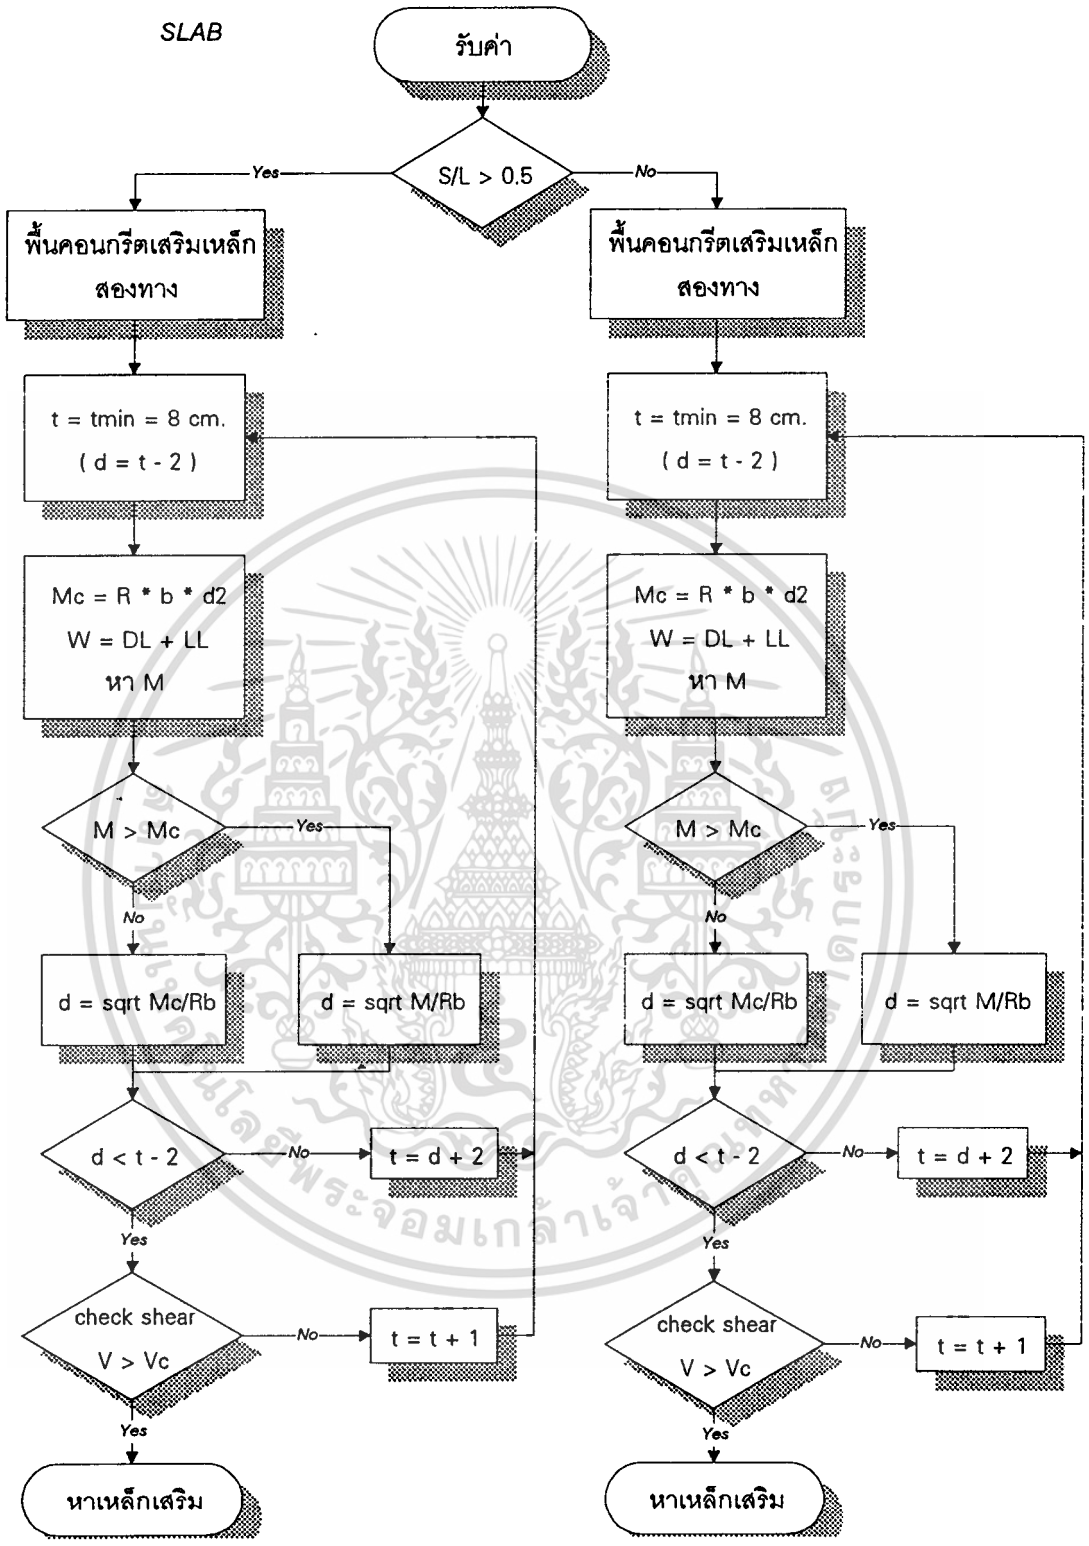 SLAB
รับค่า
S/L > 0.5
Yes
No
พื้นคอนกรีตเสริมเหล็ก
สองทาง
t = tmin = 8 cm.
( d = t - 2 )
Mc = R * b * d2
W = DL + LL
หา M
M > Mc
Yes
No
d = sqrt Mc/Rb
d = sqrt M/Rb
d < t - 2
No
t = d + 2
Yes
check shear
V > Vc
No
t = t + 1
Yes
หาเหล็กเสริม
พื้นคอนกรีตเสริมเหล็ก
สองทาง
t = tmin = 8 cm.
( d = t - 2 )
Mc = R * b * d2
W = DL + LL
หา M
M > Mc
Yes
No
d = sqrt Mc/Rb
d = sqrt M/Rb
d < t - 2
No
t = d + 2
Yes
check shear
V > Vc
No
t = t + 1
Yes
หาเหล็กเสริม